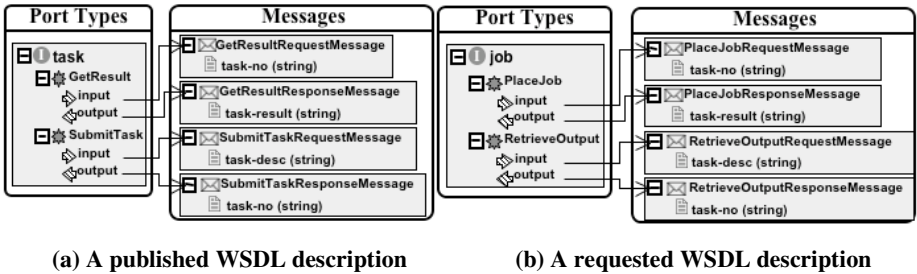 Port Types
Messages
task
GetResult
input
output
SubmitTask
input
output
GetResultRequestMessage
task-no (string)
GetResultResponseMessage
task-result (string)
SubmitTaskRequestMessage
task-desc (string)
SubmitTaskResponseMessage
task-no (string)
(a) A published WSDL description
Port Types
Messages
job
PlaceJob
input
output
RetrieveOutput
input
output
PlaceJobRequestMessage
task-no (string)
PlaceJobResponseMessage
task-result (string)
RetrieveOutputRequestMessage
task-desc (string)
RetrieveOutputResponseMessage
task-no (string)
(b) A requested WSDL description